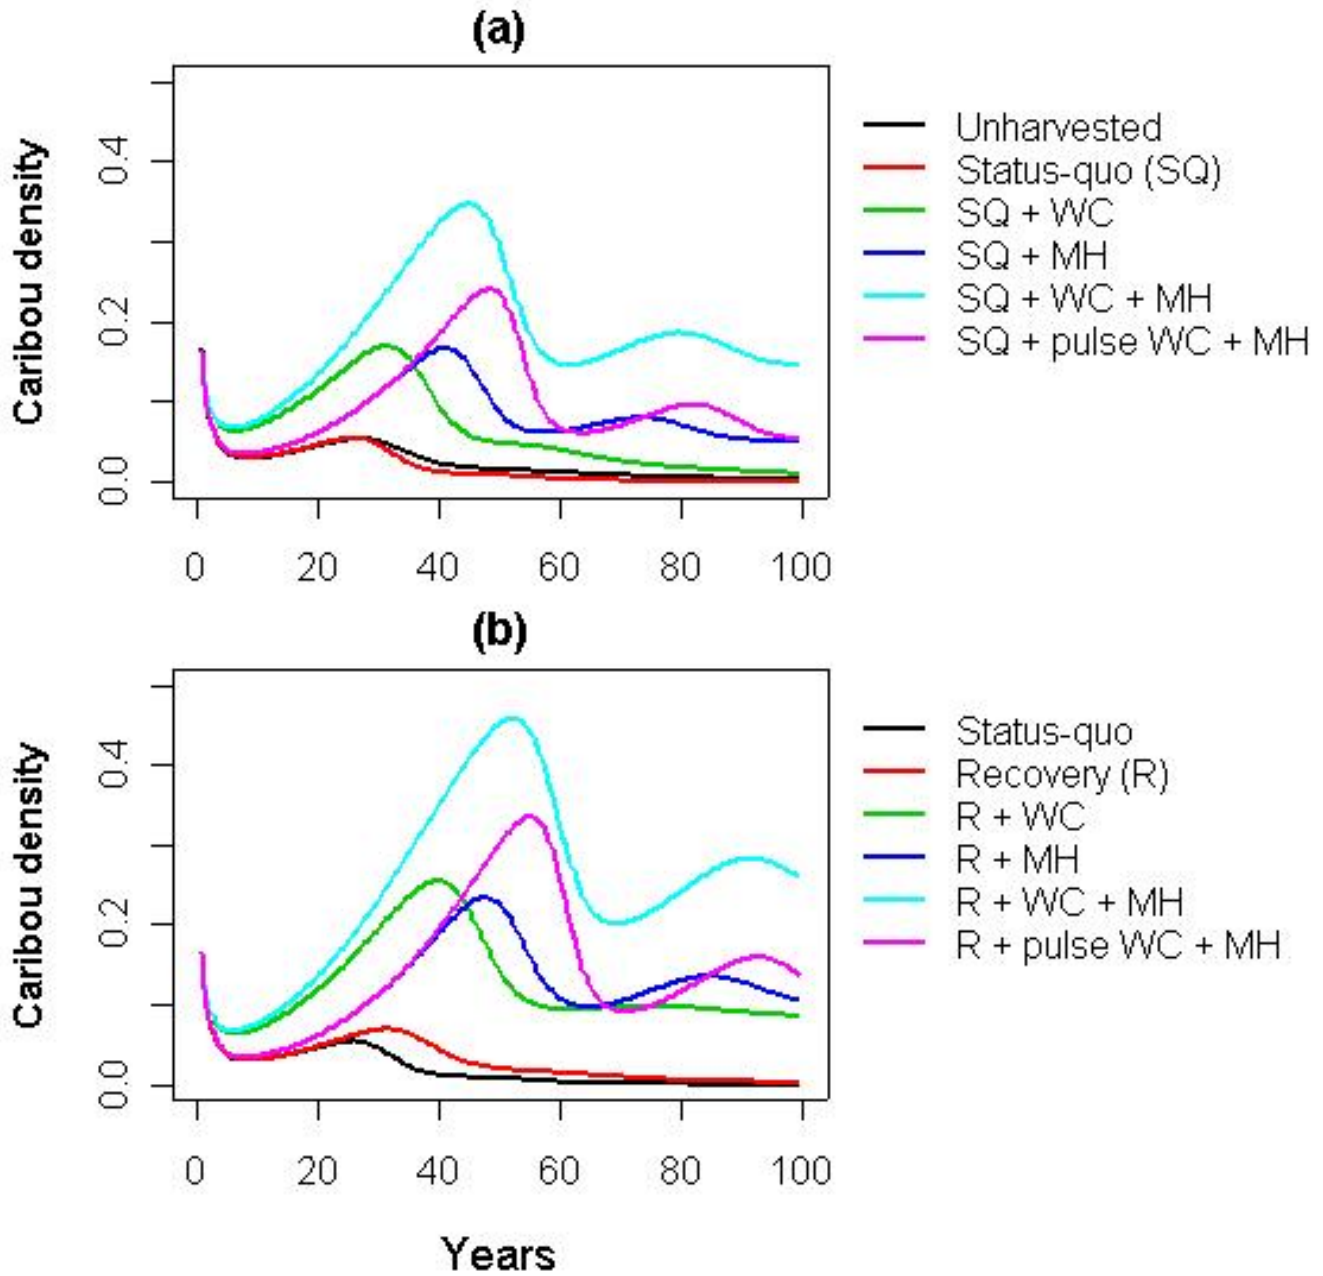 (a)
Caribou density
0.4
0.2
0.0
0 20 40 60 80 100
Unharvested
Status-quo (SQ)
SQ + WC
SQ + MH
SQ + WC + MH
SQ + pulse WC + MH
(b)
Caribou density
0.4
0.2
0.0
0 20 40 60 80 100
Status-quo
Recovery (R)
R + WC
R + MH
R + WC + MH
R + pulse WC + MH
Years